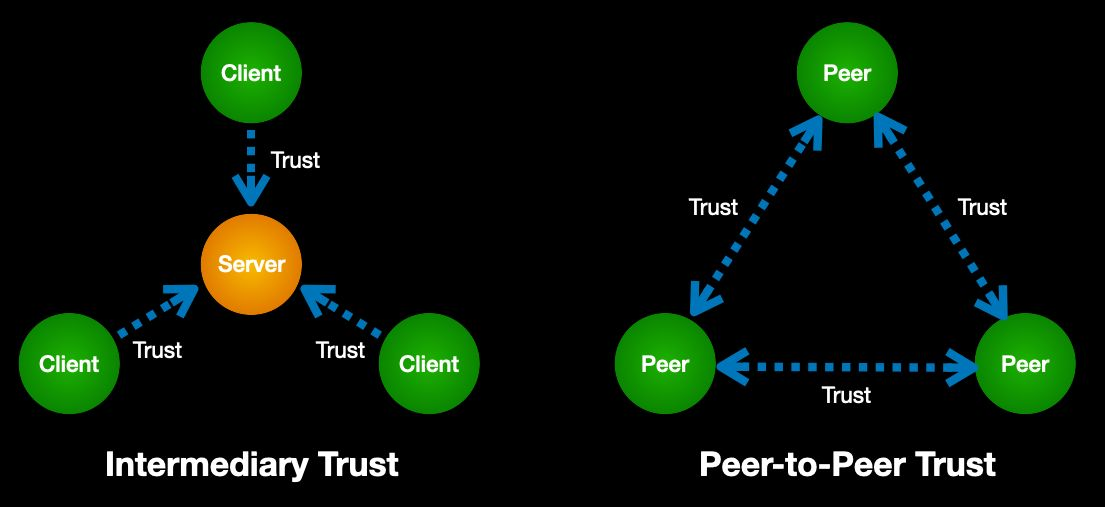 Client
Trust
Server
Client
Trust
Trust
Client
Intermediary Trust
Peer
Trust
Trust
Peer
Trust
Peer
Peer-to-Peer Trust